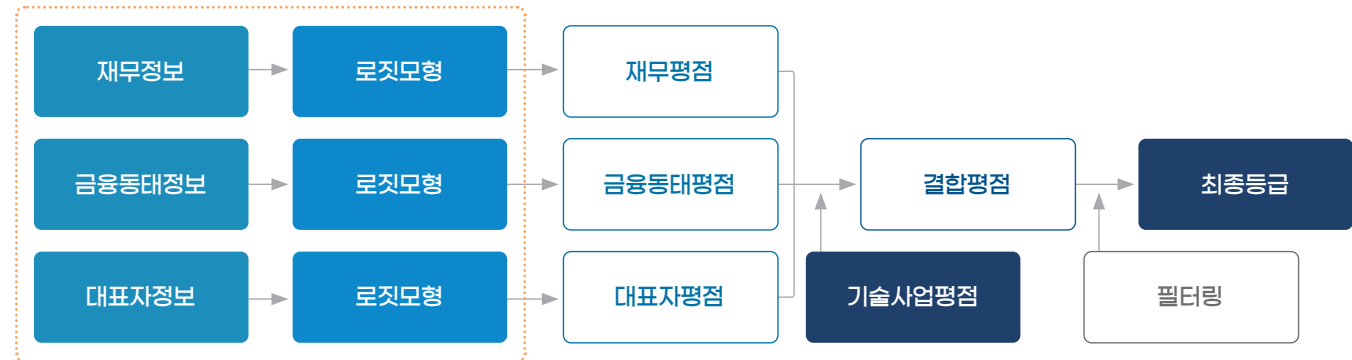 재무정보
로짓모형
재무평점
금융동태정보
로짓모형
금융동태평점
결합평점
최종등급
대표자정보
로짓모형
대표자평점
기술사업평점
필터링